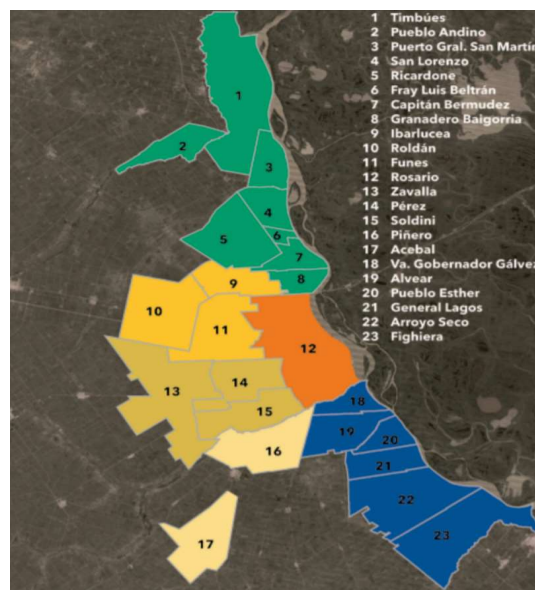 1 Timbúes
2 Pueblo Andino
3 Puerto Gral. San Martín
4 San Lorenzo
5 Ricardone
6 Fray Luis Beltrán
7 Capitán Bermudez
8 Granadero Baigorria
9 Ibarlucea
10 Roldán
11 Funes
12 Rosario
13 Zavalla
14 Pérez
15 Soldini
16 Piñero
17 Acebal
18 Va. Gobernador Gálvez
19 Alvear
20 Pueblo Esther
21 General Lagos
22 Arroyo Seco
23 Fighiera
1
2
3
4
5
6
7
8
9
10
11
12
13
14
15
16
17
18
19
20
21
22
23